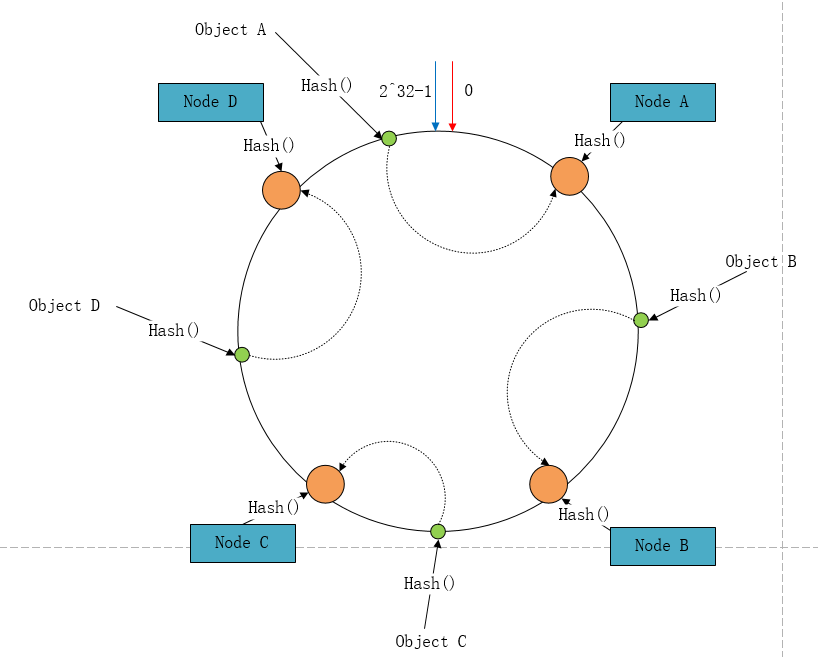 Object A
Hash()
2^32-1
0
Node D
Node A
Hash()
Hash()
Object B
Hash()
Object D
Hash()
Hash()
Node C
Hash()
Node B
Hash()
Object C